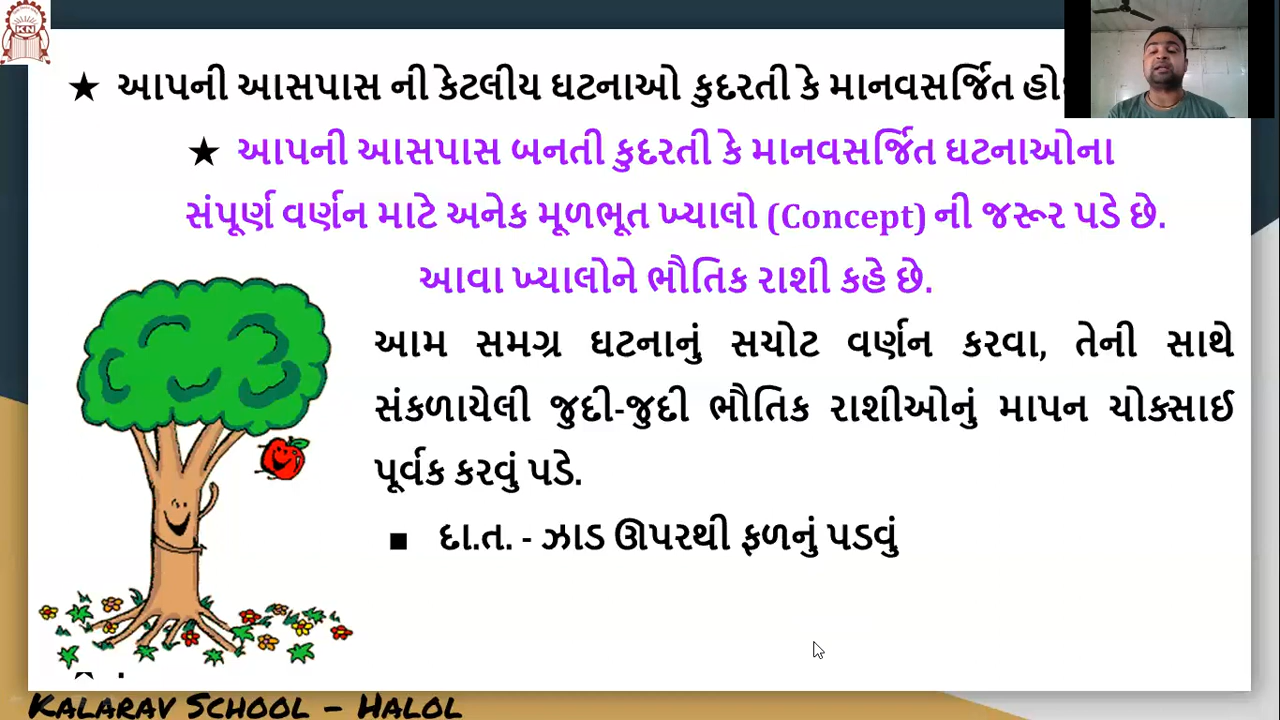 KN
★ આપની આસપાસ ની કેટલીય ઘટનાઓ કુદરતી કે માનવસર્જિત
★ આપની આસપાસ બનતી કુદરતી કે માનવસર્જિત ઘટનાઓના
સંપૂર્ણ વર્ણન માટે અનેક મૂળભૂત ખ્યાલો (Concept) ની જરૂર પડે છે.
આવા ખ્યાલોને ભૌતિક રાશી કહે છે.
આમ સમગ્ર ઘટનાનું સચોટ વર્ણન કરવા, તેની સાથે
સંકળાયેલી જુદી-જુદી ભૌતિક રાશીઓનું માપન ચોક્સાઈ
પૂર્વક કરવું પડે.
■ દા.ત. - ઝાડ ઊપરથી ફળનું પડવું
KALARAV SCHOOL - HALOL